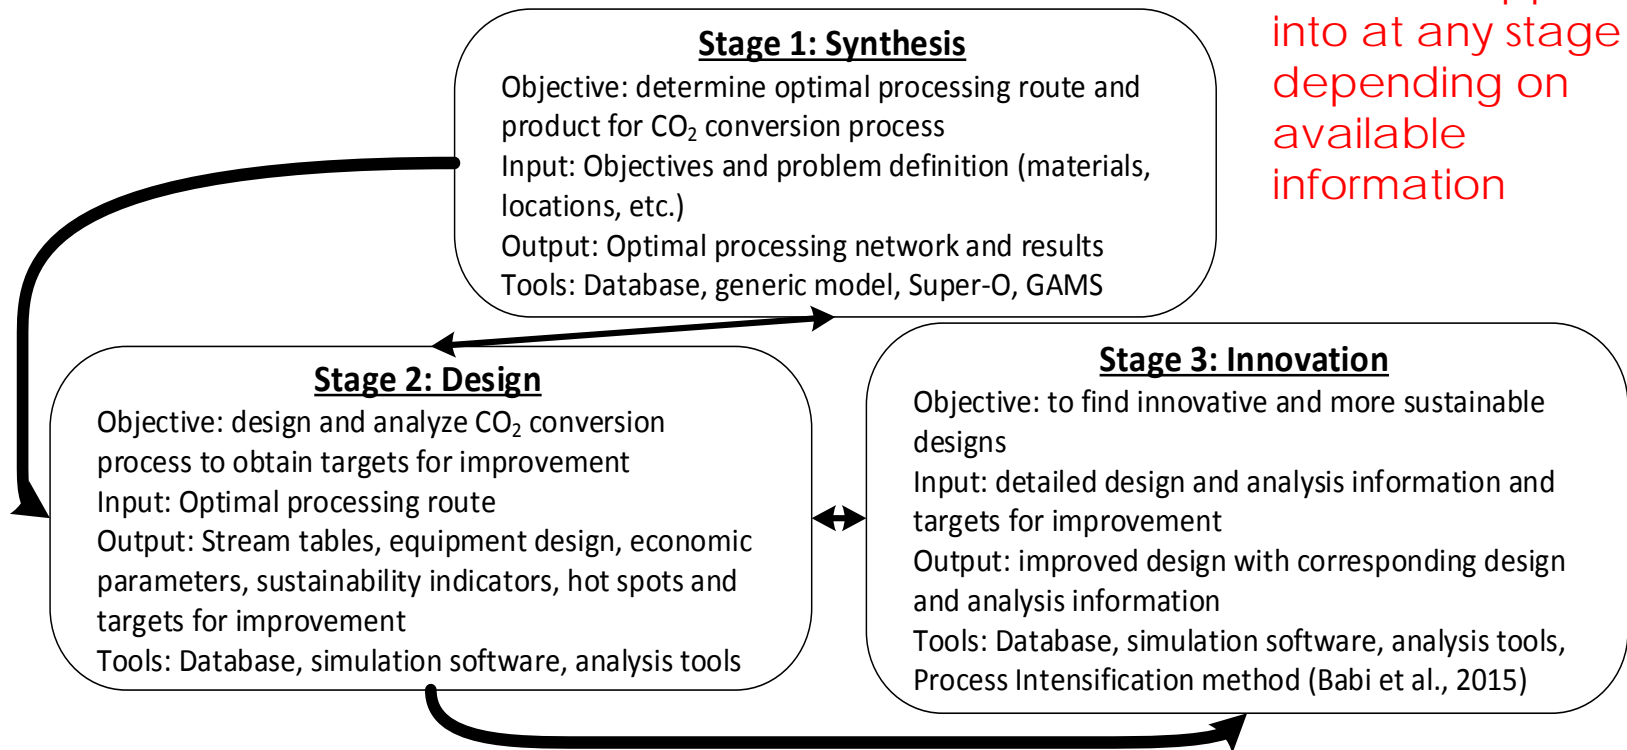 Stage 1: Synthesis
Objective: determine optimal processing route and
product for CO₂ conversion process
Input: Objectives and problem definition (materials,
locations, etc.)
Output: Optimal processing network and results
Tools: Database, generic model, Super-O, GAMS
into at any stage
depending on
available
information
Stage 2: Design
Objective: design and analyze CO₂ conversion
process to obtain targets for improvement
Input: Optimal processing route
Output: Stream tables, equipment design, economic
parameters, sustainability indicators, hot spots and
targets for improvement
Tools: Database, simulation software, analysis tools
Stage 3: Innovation
Objective: to find innovative and more sustainable
designs
Input: detailed design and analysis information and
targets for improvement
Output: improved design with corresponding design
and analysis information
Tools: Database, simulation software, analysis tools,
Process Intensification method (Babi et al., 2015)